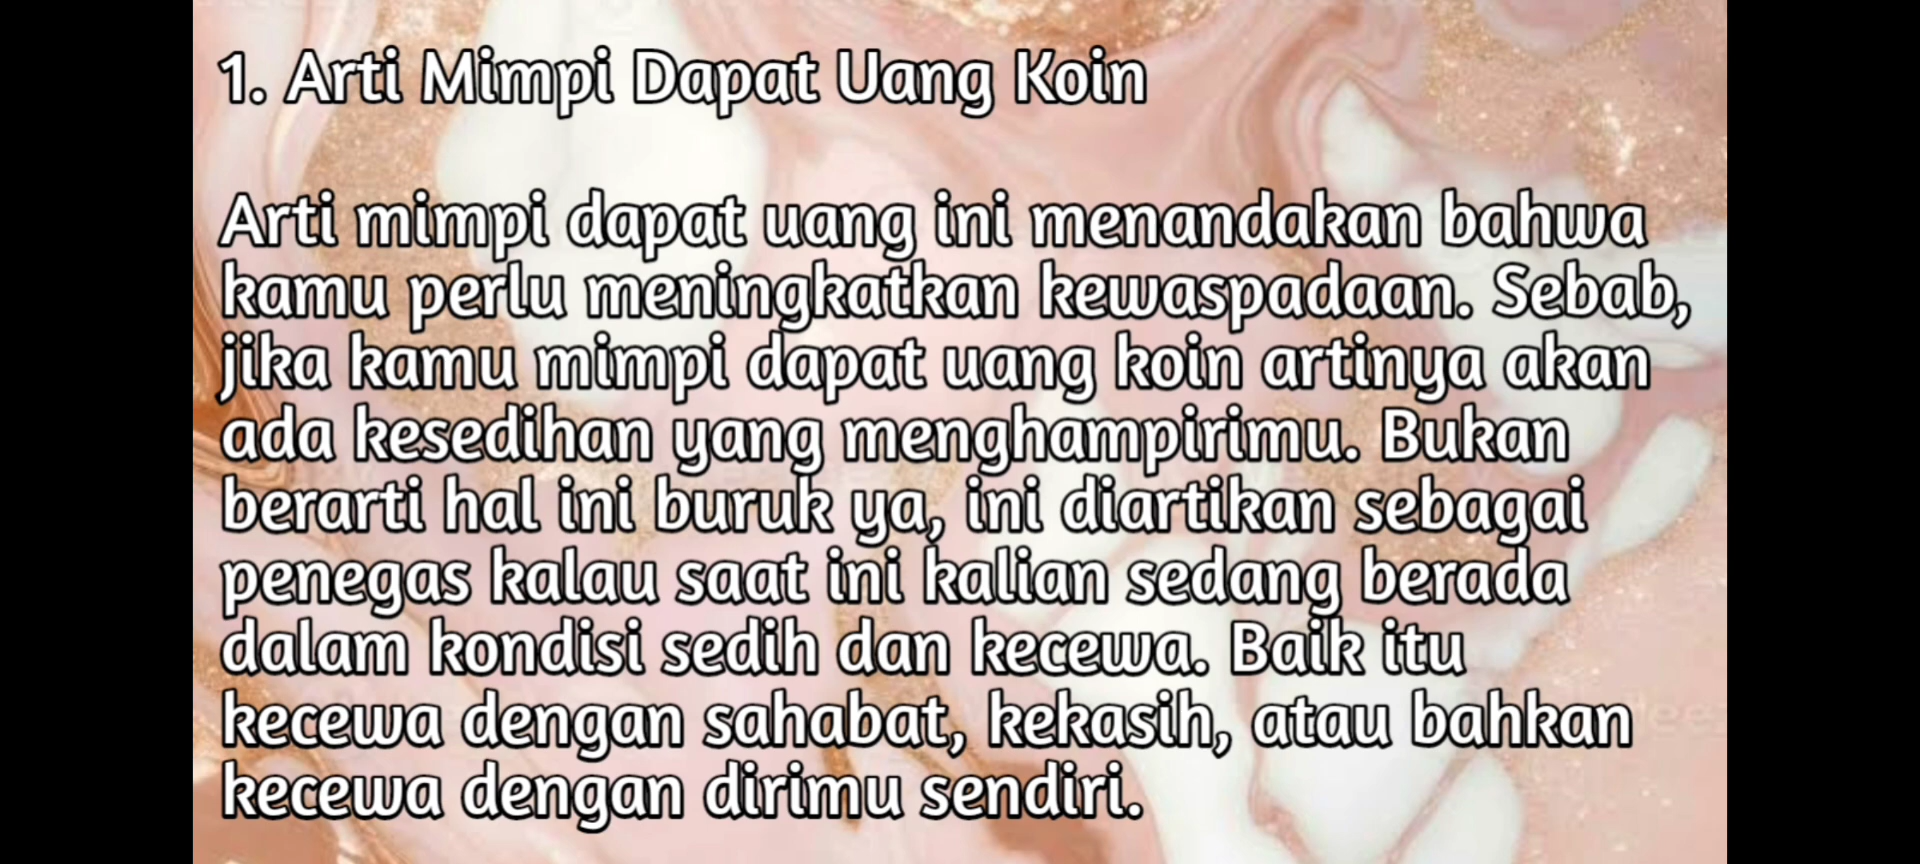 1. Arti Mimpi Dapat Uang Koin
Arti mimpi dapat uang ini menandakan bahwa
kamu perlu meningkatkan kewaspadaan. Sebab,
jika kamu mimpi dapat uang koin artinya akan
ada kesedihan yang menghampirimu. Bukan
berarti hal ini buruk ya, ini diartikan sebagai
penegas kalau saat ini kalian sedang berada
dalam kondisi sedih dan kecewa. Baik itu
kecewa dengan sahabat, kekasih, atau bahkan
kecewa dengan dirimu sendiri.